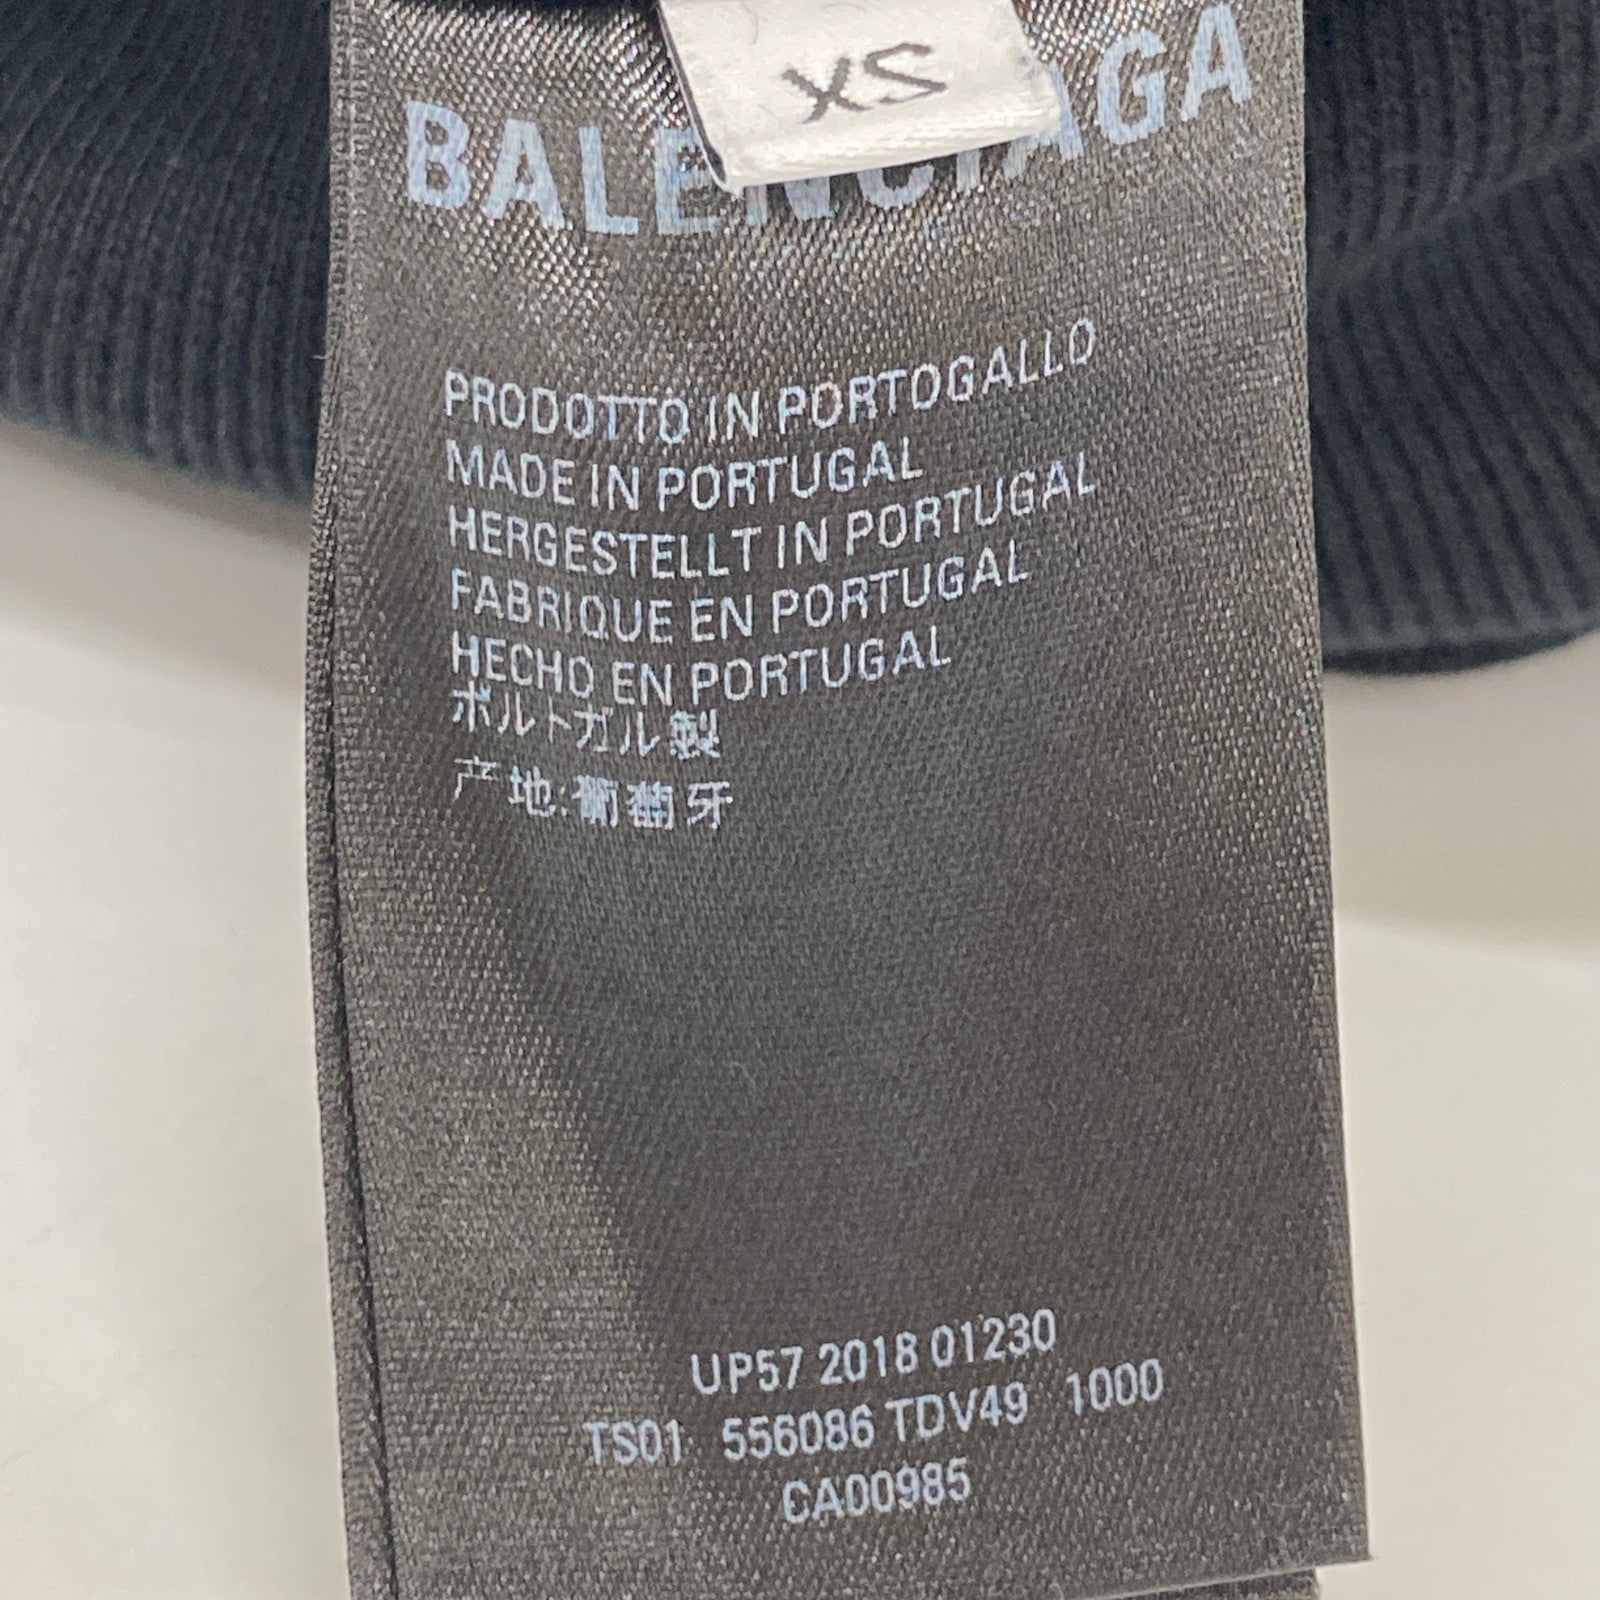 XS
BALENCIAGA
PRODOTTO IN PORTOGALLO
MADE IN PORTUGAL
HERGESTELLT IN PORTUGAL
FABRIQUE EN PORTUGAL
HECHO EN PORTUGAL
ポルトガル製
产地:葡萄牙
UP57 2018 01230
TS01 556086 TDV49 1000
CA00985